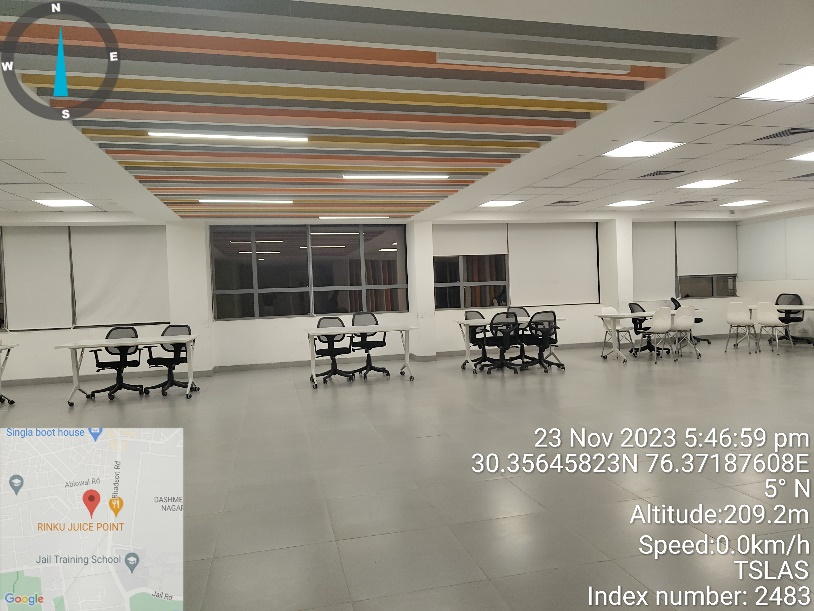 N
W
E
S
Singla boot house
Ablowal Rd
Bhadson Rd
DASHME
NAGAR
RINKU JUICE POINT
Jail Training School
Jail Rd
Google
23 Nov 2023 5:46:59 pm
30.35645823N 76.37187608E
5° N
Altitude:209.2m
Speed:0.0km/h
TSLAS
Index number: 2483